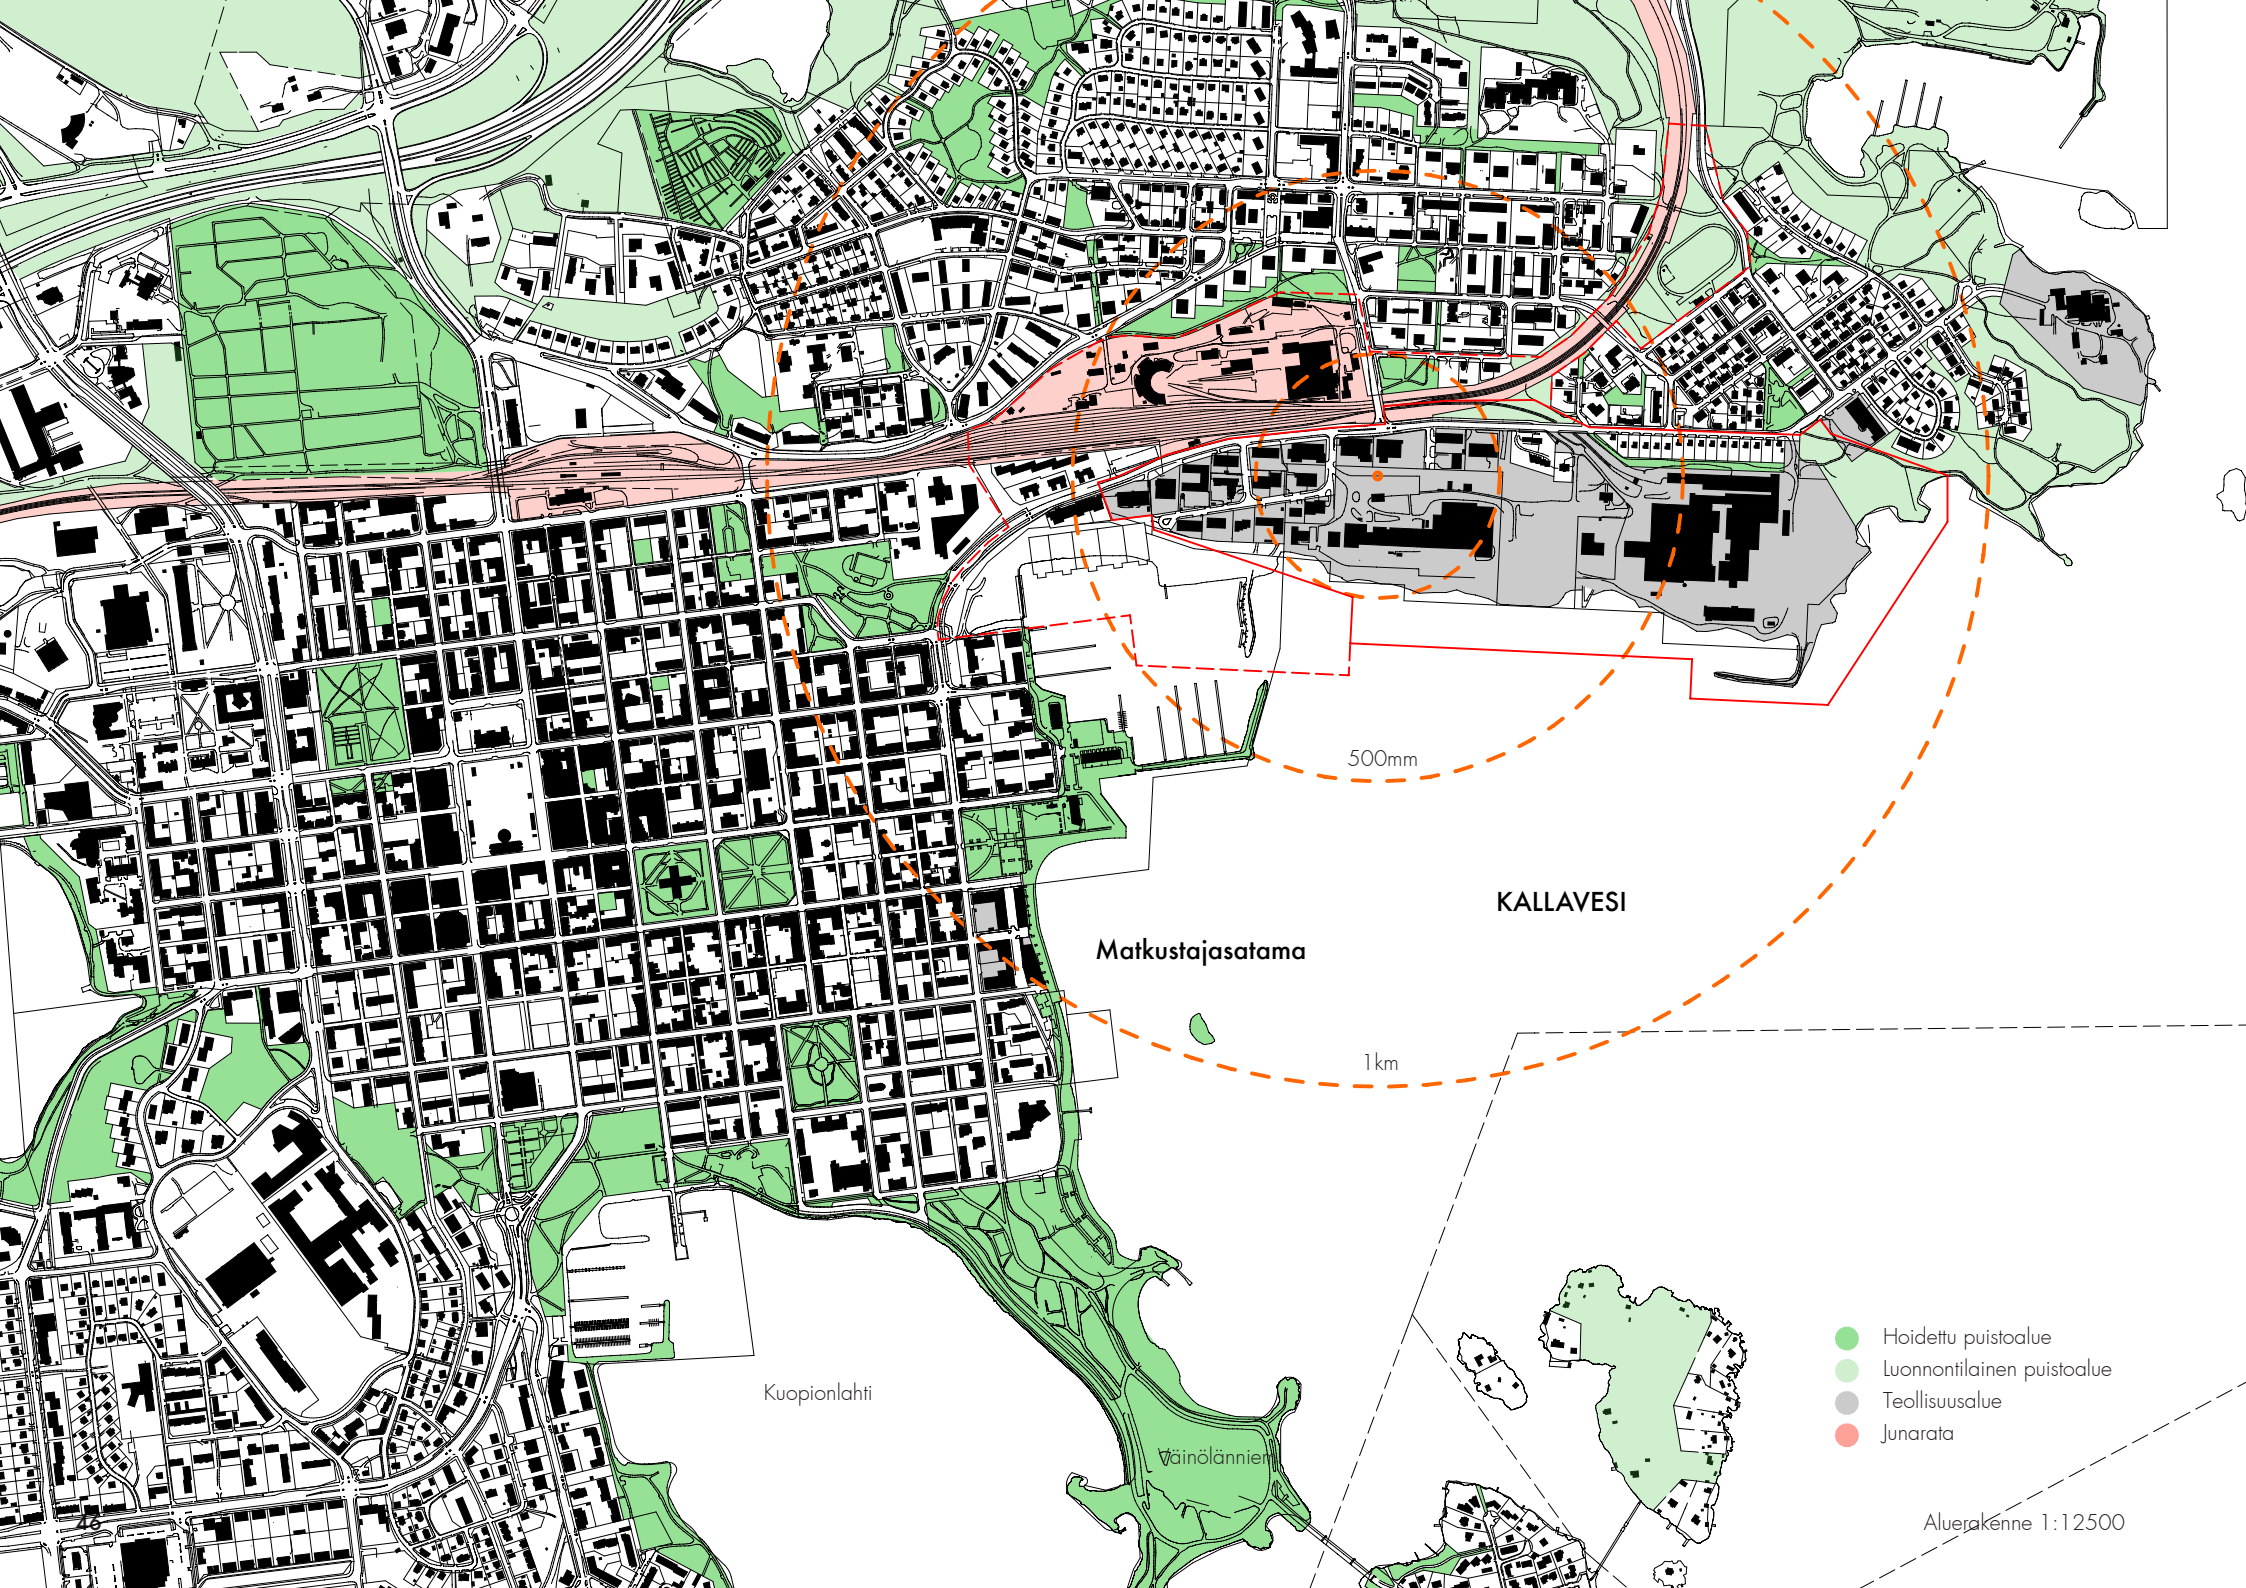 500mm
KALLAVESI
Matkustajasatama
1km
Hoidettu puistoalue
Luonnontilainen puistoalue
Teollisuusalue
Junarata
Kuopionlahti
Väinölänniemi
46
Aluerakenne 1:12500